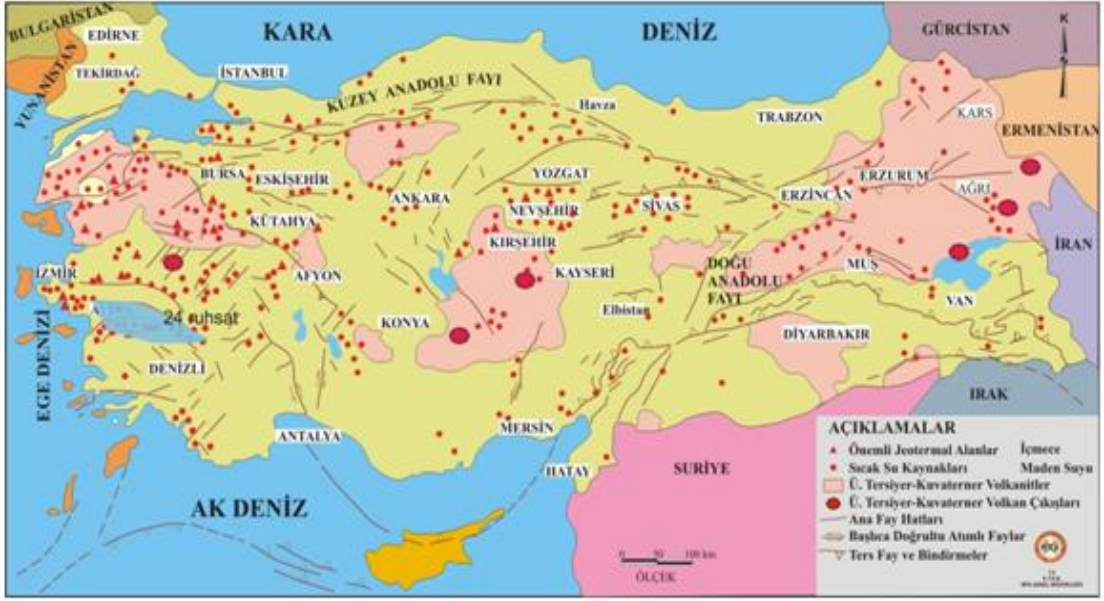 BULGARİSTAN
EDİRNE
YUNANİSTAN
TEKİRDAĞ
İSTANBUL
KARA DENİZ
GÜRCİSTAN
K
KUZEY ANADOLU FAYI
Havza
TRABZON
KARS
ERMENİSTAN
BURSA
ESKİŞEHİR
ANKARA
YOZGAT
NEVŞEHİR
SİVAS
ERZİNCAN
ERZURUM
AĞRI
KÜTAHYA
KIRŞEHİR
İRAN
İZMİR
AFYON
KAYSERİ
DOĞU
ANADOLU
FAYI
MUŞ
VAN
24 ruhsat
KONYA
Elbistan
DİYARBAKIR
EGE DENİZİ
DENİZLİ
IRAK
ANTALYA
MERSİN
HATAY
SURİYE
AK DENİZ
AÇIKLAMALAR
Önemli Jeotermal Alanlar İçmece
Sıcak Su Kaynakları Maden Suyu
Ü. Tersiyer-Kuvaterner Volkanitler
Ü. Tersiyer-Kuvaterner Volkan Çıkışları
Ana Fay Hatları
Başlıca Doğrultu Atımlı Faylar
Ters Fay ve Bindirmeler
0 50 100 km
ÖLÇEK